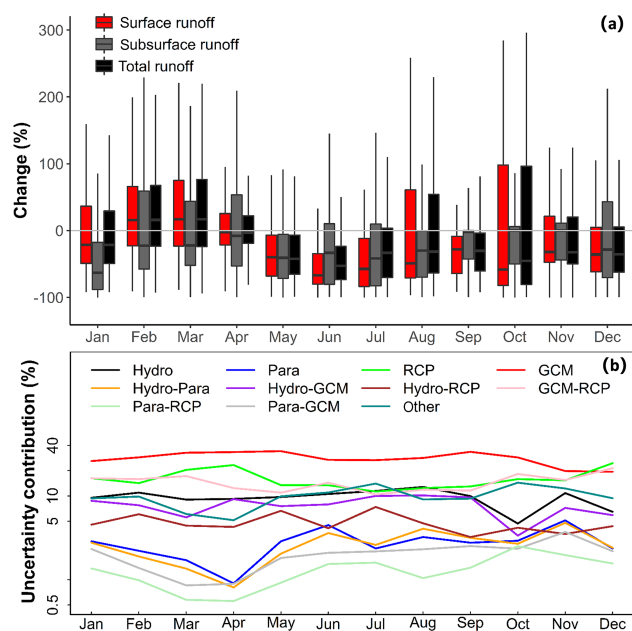 (a)
Surface runoff
Subsurface runoff
Total runoff
Change (%)
300
200
100
0
-100
Jan Feb Mar Apr May Jun Jul Aug Sep Oct Nov Dec
(b)
Hydro Para RCP GCM
Hydro-Para Hydro-GCM Hydro-RCP GCM-RCP
Para-RCP Para-GCM Other
Uncertainty contribution (%)
40
10
5
0.5
Jan Feb Mar Apr May Jun Jul Aug Sep Oct Nov Dec